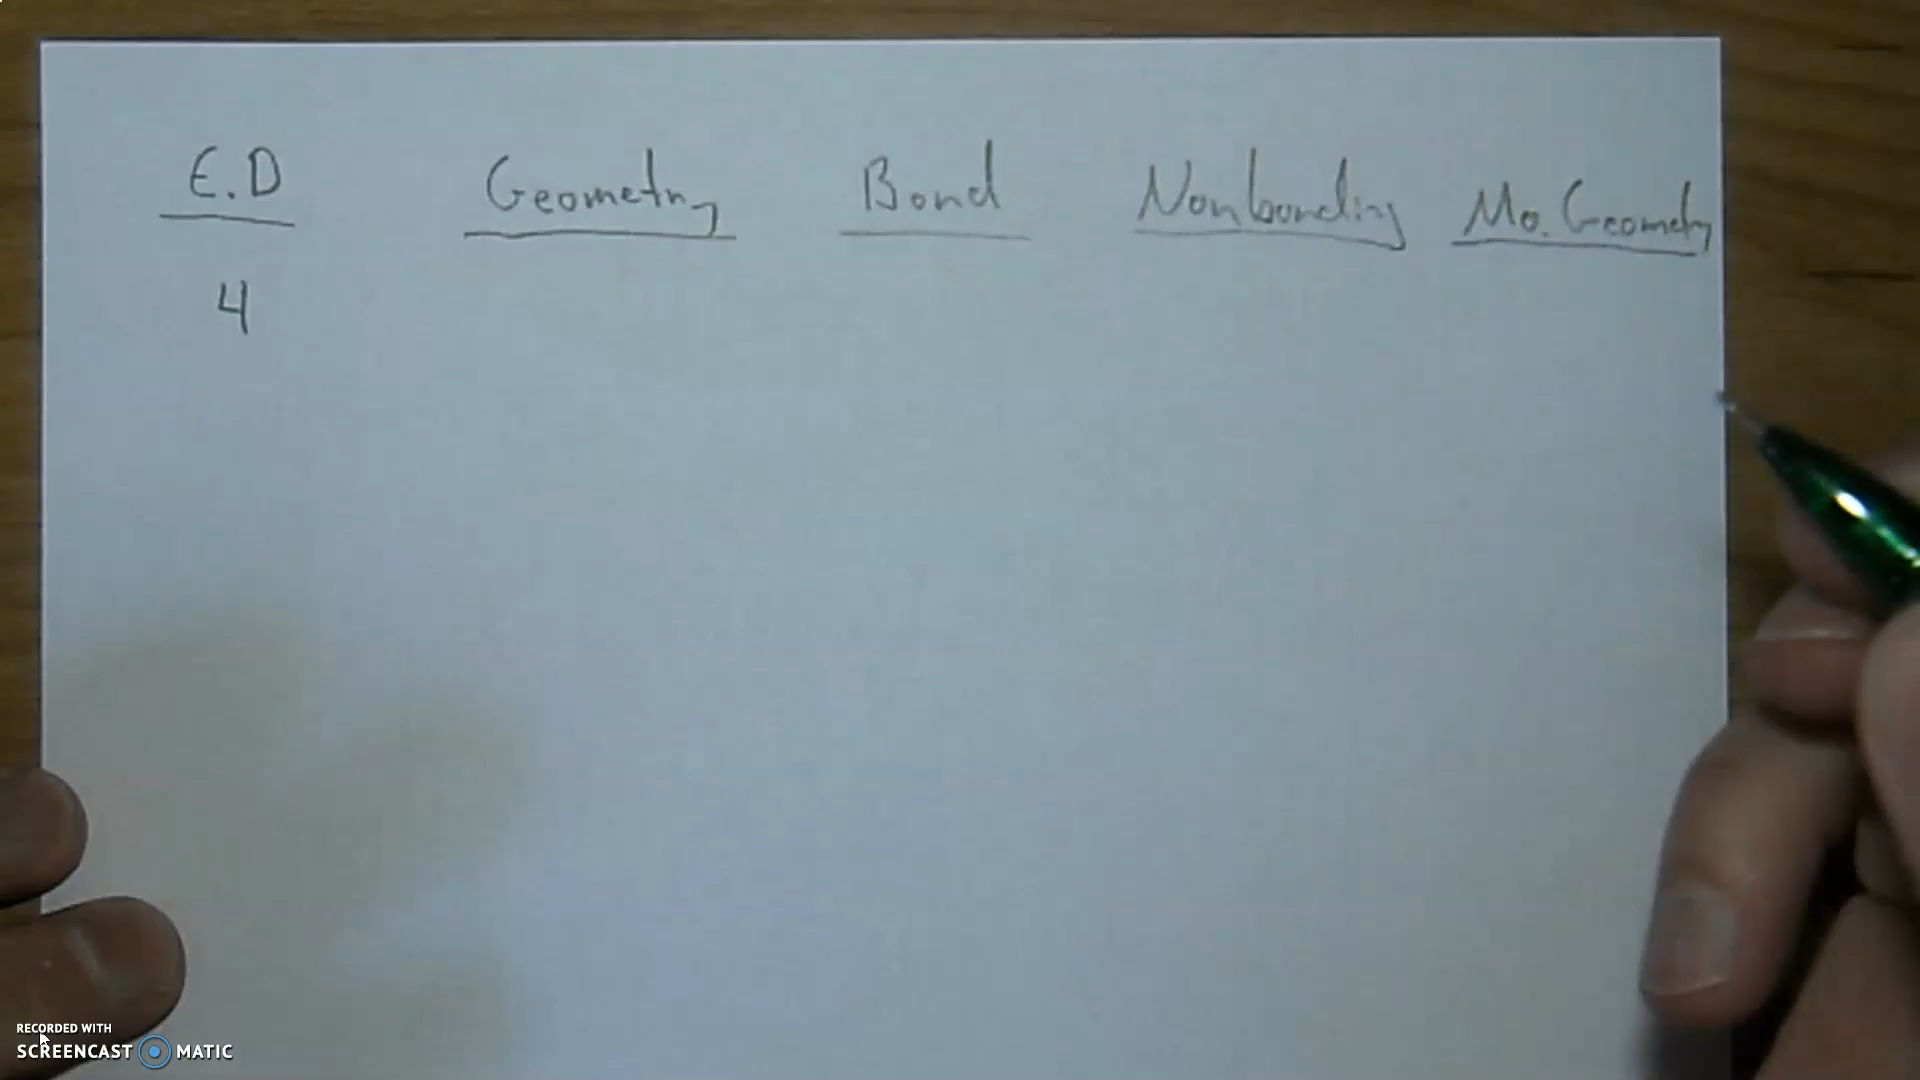 E.D Geometry Bond Nonbonding Mo. Geometry
4
RECORDED WITH
SCREENCAST MATIC